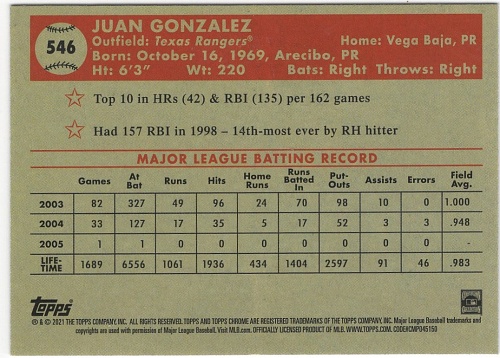 546
JUAN GONZALEZ
Outfield: Texas Rangers® Home: Vega Baja, PR
Born: October 16, 1969, Arecibo, PR
Ht: 6'3" Wt: 220 Bats: Right Throws: Right
Top 10 in HRs (42) & RBI (135) per 162 games
Had 157 RBI in 1998 – 14th-most ever by RH hitter
MAJOR LEAGUE BATTING RECORD
Games At Bat Runs Hits Home Runs Runs Batted In Put-Outs Assists Errors Field Avg.
2003 82 327 49 96 24 70 98 10 0 1.000
2004 33 127 17 35 5 17 52 3 3 .948
2005 1 1 0 0 0 0 0 0 0 -
LIFE-TIME 1689 6556 1061 1936 434 1404 2597 91 46 .983
Topps
® & © 2021 THE TOPPS COMPANY, INC. ALL RIGHTS RESERVED. TOPPS AND TOPPS CHROME ARE REGISTERED TRADEMARKS OF THE TOPPS COMPANY, INC. Major League Baseball trademarks and
copyrights are used with permission of Major League Baseball. Visit MLB.com. OFFICIALLY LICENSED PRODUCT OF MLB. WWW.TOPPS.COM. CODE#CMP045150